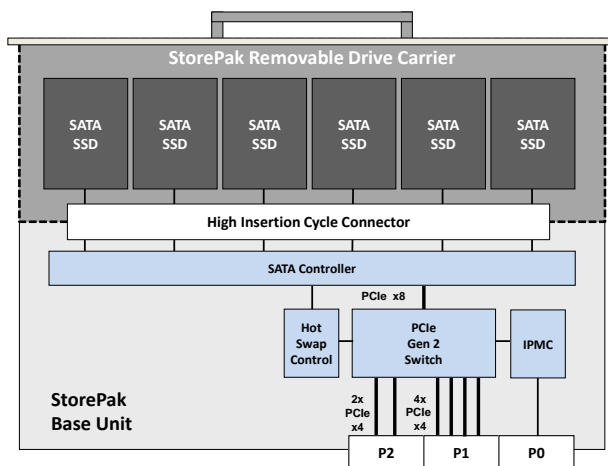 StorePak Removable Drive Carrier
SATA
SSD
SATA
SSD
SATA
SSD
SATA
SSD
SATA
SSD
SATA
SSD
High Insertion Cycle Connector
SATA Controller
PCIe x8
Hot
Swap
Control
PCIe
Gen 2
Switch
IPMC
StorePak
Base Unit
2x
PCIe
x4
4x
PCIe
x4
P2
P1
P0